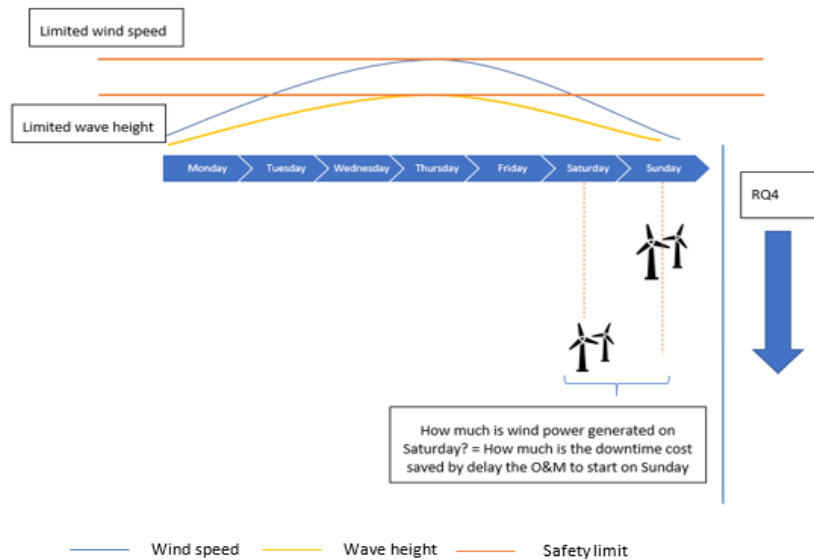 Limited wind speed
Limited wave height
Monday
Tuesday
Wednesday
Thursday
Friday
Saturday
Sunday
RQ4
How much is wind power generated on
Saturday? = How much is the downtime cost
saved by delay the O&M to start on Sunday
Wind speed
Wave height
Safety limit